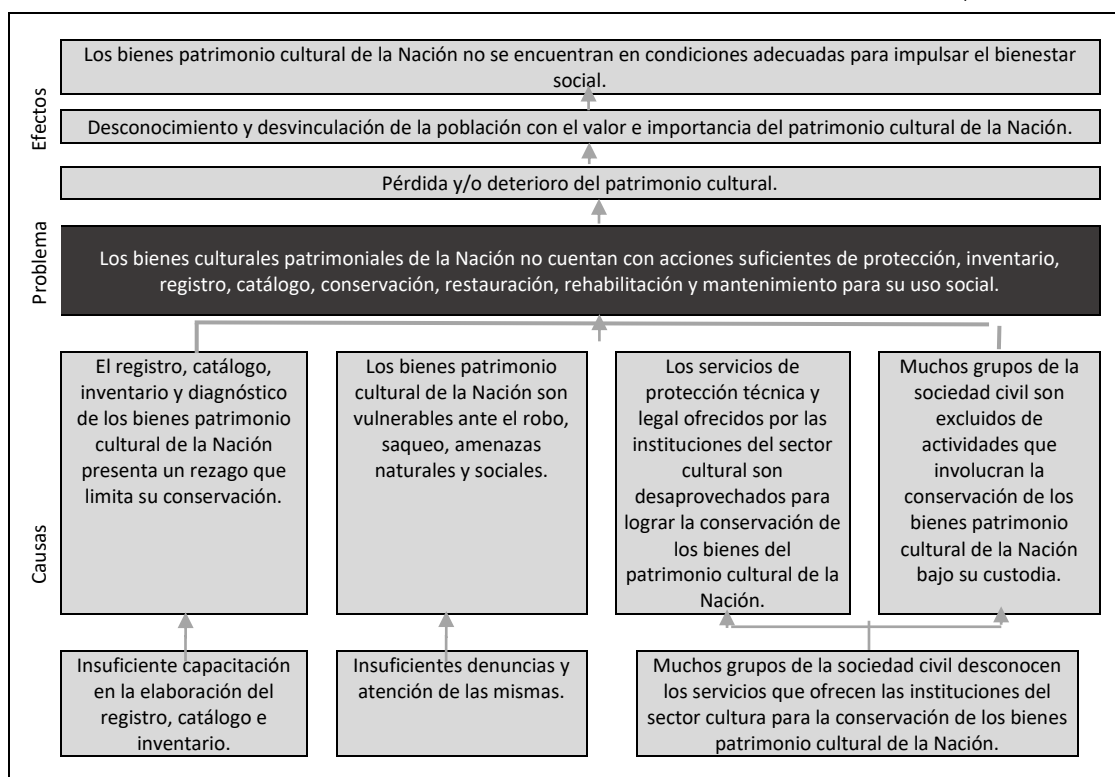 Efectos
Los bienes patrimonio cultural de la Nación no se encuentran en condiciones adecuadas para impulsar el bienestar
social.
Desconocimiento y desvinculación de la población con el valor e importancia del patrimonio cultural de la Nación.
Pérdida y/o deterioro del patrimonio cultural.
Problema
Los bienes culturales patrimoniales de la Nación no cuentan con acciones suficientes de protección, inventario,
registro, catálogo, conservación, restauración, rehabilitación y mantenimiento para su uso social.
Causas
El registro, catálogo,
inventario y diagnóstico
de los bienes patrimonio
cultural de la Nación
presenta un rezago que
limita su conservación.
Los bienes patrimonio
cultural de la Nación son
vulnerables ante el robo,
saqueo, amenazas
naturales y sociales.
Los servicios de
protección técnica y
legal ofrecidos por las
instituciones del sector
cultural son
desaprovechados para
lograr la conservación de
los bienes del
patrimonio cultural de la
Nación.
Muchos grupos de la
sociedad civil son
excluidos de
actividades que
involucran la
conservación de los
bienes patrimonio
cultural de la Nación
bajo su custodia.
Insuficiente capacitación
en la elaboración del
registro, catálogo e
inventario.
Insuficientes denuncias y
atención de las mismas.
Muchos grupos de la sociedad civil desconocen
los servicios que ofrecen las instituciones del
sector cultura para la conservación de los bienes
patrimonio cultural de la Nación.